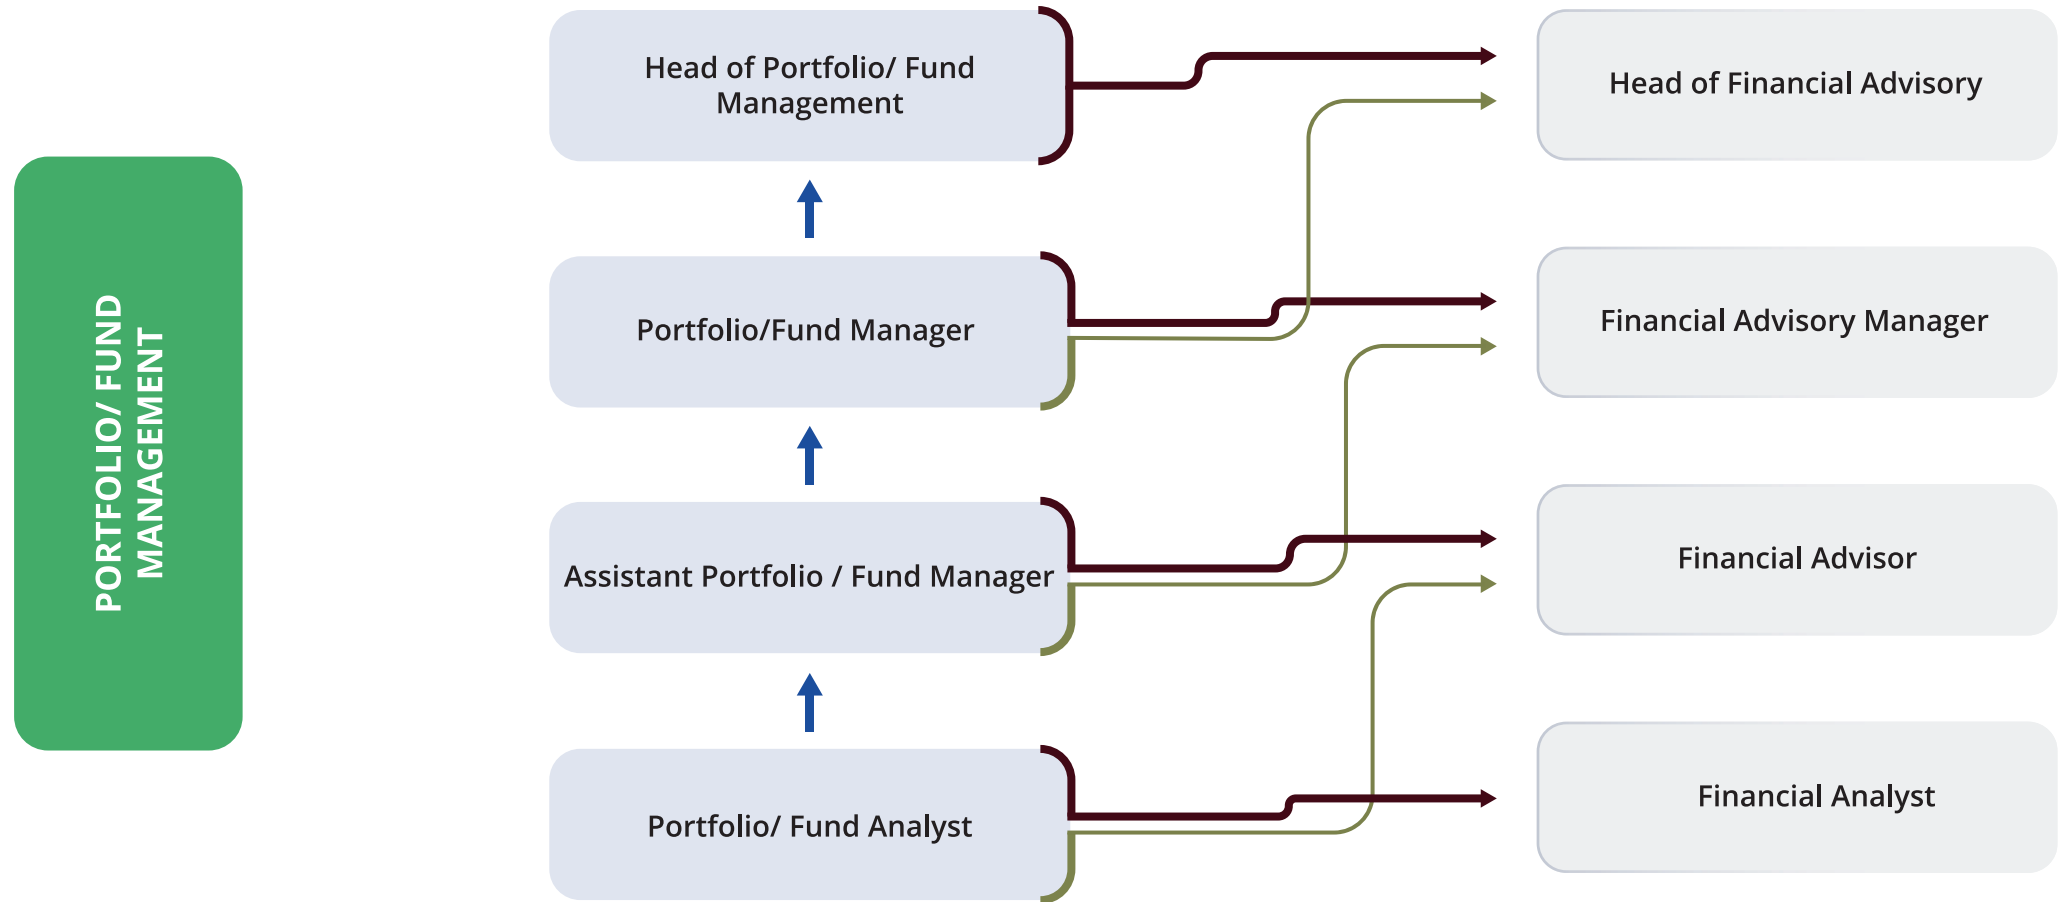 PORTFOLIO/ FUND
MANAGEMENT
Head of Portfolio/ Fund
Management
Head of Financial Advisory
Portfolio/Fund Manager
Financial Advisory Manager
Assistant Portfolio / Fund Manager
Financial Advisor
Portfolio/ Fund Analyst
Financial Analyst